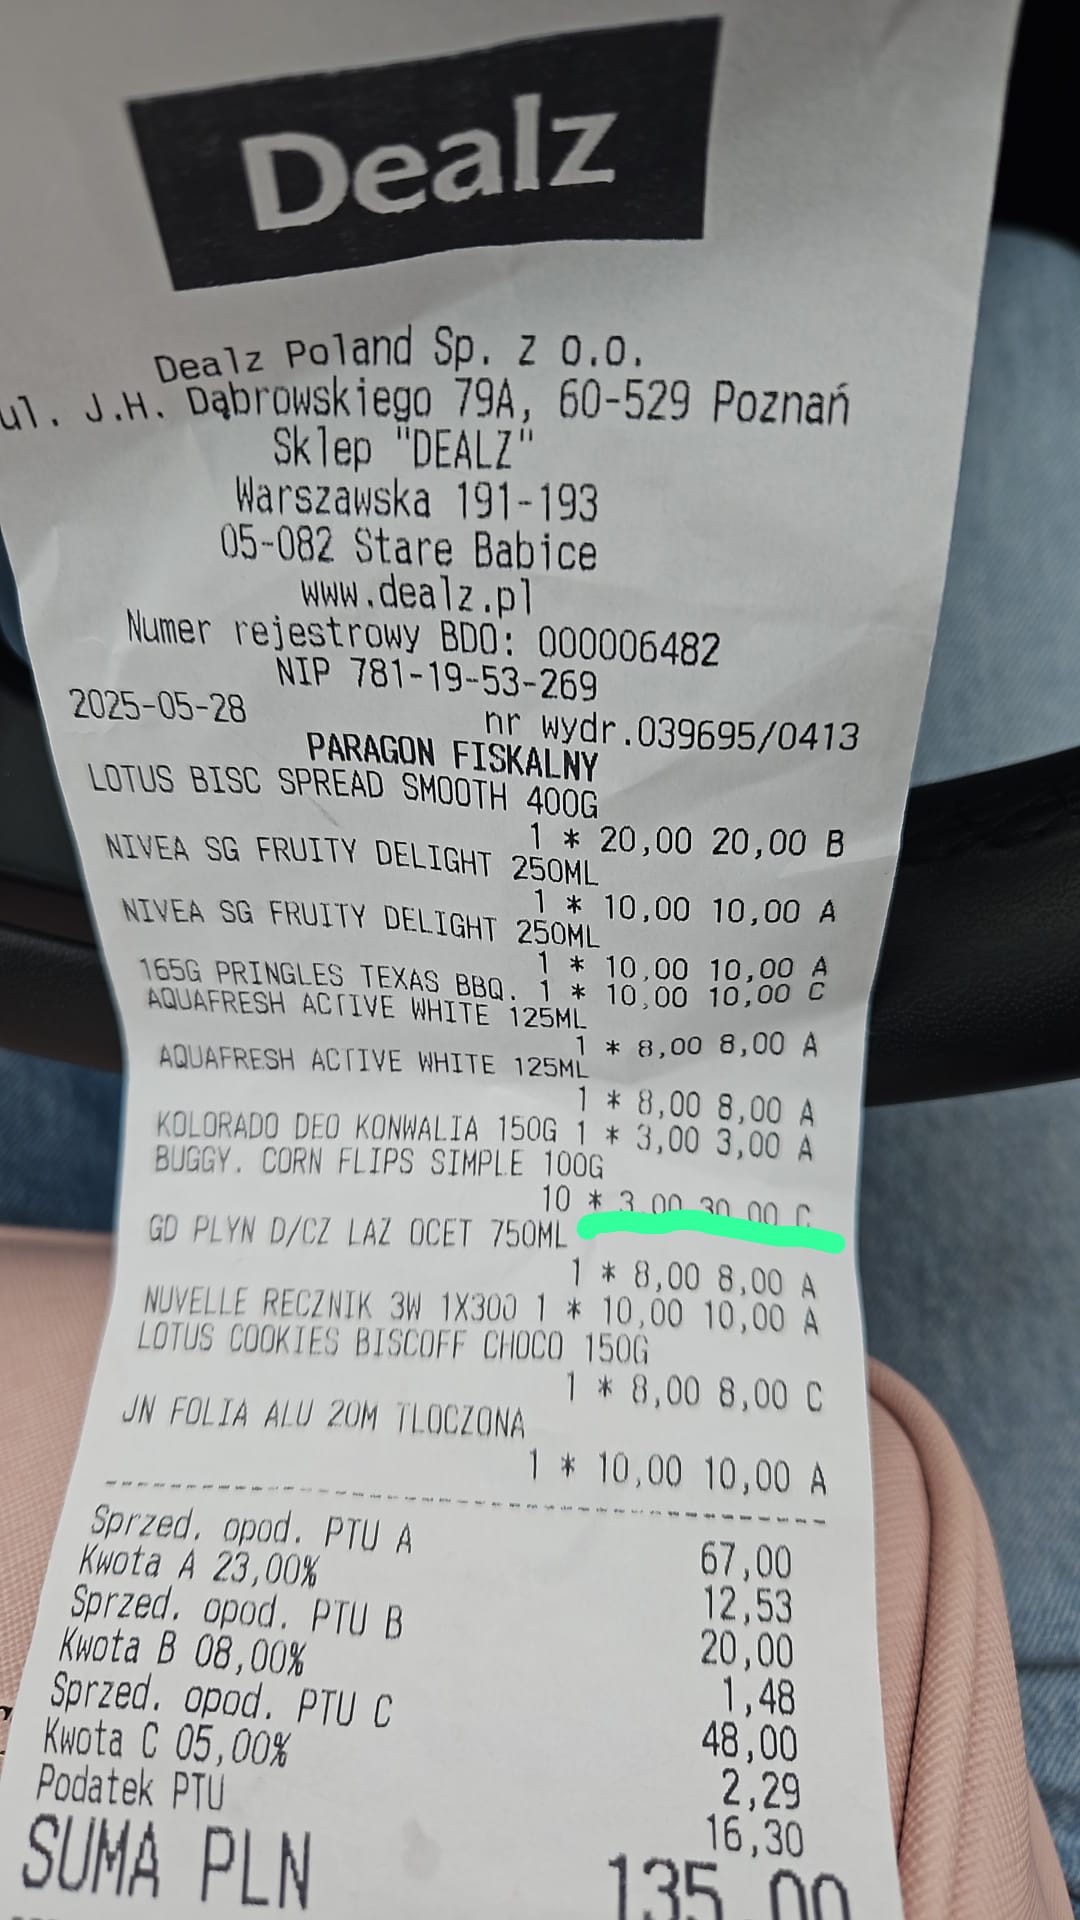 Dealz
Dealz Poland Sp. z o.o.
ul. J.H. Dąbrowskiego 79A, 60-529 Poznań
Sklep "DEALZ"
Warszawska 191-193
05-082 Stare Babice
www.dealz.pl
Numer rejestrowy BDO: 000006482
NIP 781-19-53-269
2025-05-28 nr wydr.039695/0413
PARAGON FISKALNY
LOTUS BISC SPREAD SMOOTH 400G
1 * 20,00 20,00 B
NIVEA SG FRUITY DELIGHT 250ML
1 * 10,00 10,00 A
NIVEA SG FRUITY DELIGHT 250ML
1 * 10,00 10,00 A
165G PRINGLES TEXAS BBQ. 1 * 10,00 10,00 C
AQUAFRESH ACTIVE WHITE 125ML
1 * 8,00 8,00 A
AQUAFRESH ACTIVE WHITE 125ML
1 * 8,00 8,00 A
KOLORADO DEO KONWALIA 150G 1 * 3,00 3,00 A
BUGGY. CORN FLIPS SIMPLE 100G
10 * 3,00 30,00 C
GD PLYN D/CZ LAZ OCET 750ML
1 * 8,00 8,00 A
NUVELLE RECZNIK 3W 1X300 1 * 10,00 10,00 A
LOTUS COOKIES BISCOFF CHOCO 150G
1 * 8,00 8,00 C
JN FOLIA ALU 20M TLOCZONA
1 * 10,00 10,00 A
Sprzed. opod. PTU A 67,00
Kwota A 23,00% 12,53
Sprzed. opod. PTU B 20,00
Kwota B 08,00% 1,48
Sprzed. opod. PTU C 48,00
Kwota C 05,00% 2,29
Podatek PTU 16,30
SUMA PLN 135,00